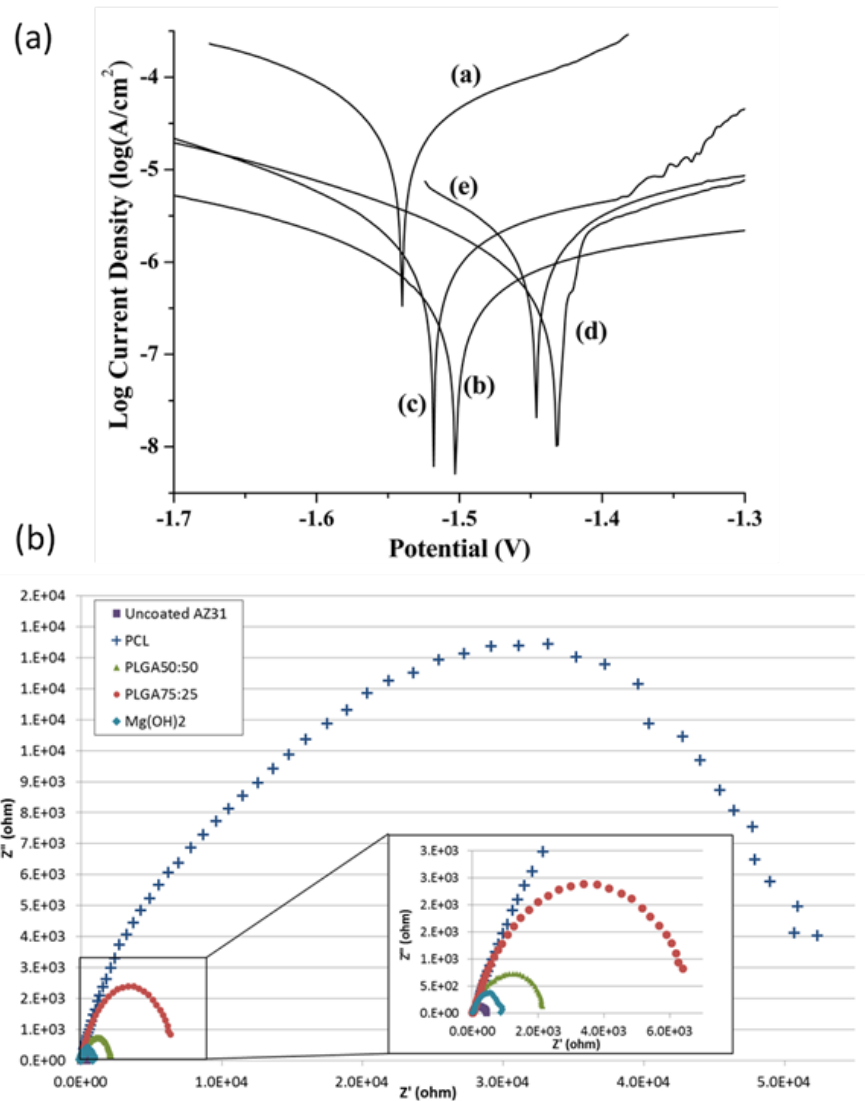 (a)
Log Current Density (log(A/cm2)
-4
-5
-6
-7
-8
(a)
(e)
(d)
(c)
(b)
-1.7
-1.6
-1.5
-1.4
-1.3
Potential (V)
(b)
Z'' (ohm)
2.E+04
1.E+04
1.E+04
1.E+04
1.E+04
1.E+04
9.E+03
8.E+03
7.E+03
6.E+03
5.E+03
4.E+03
3.E+03
2.E+03
1.E+03
0.E+00
Uncoated AZ31
PCL
PLGA50:50
PLGA75:25
Mg(OH)2
Z'' (ohm)
3.E+03
3.E+03
2.E+03
2.E+03
1.E+03
5.E+02
0.E+00
0.0E+00
2.0E+03
4.0E+03
6.0E+03
Z' (ohm)
0.0E+00
1.0E+04
2.0E+04
3.0E+04
4.0E+04
5.0E+04
Z' (ohm)